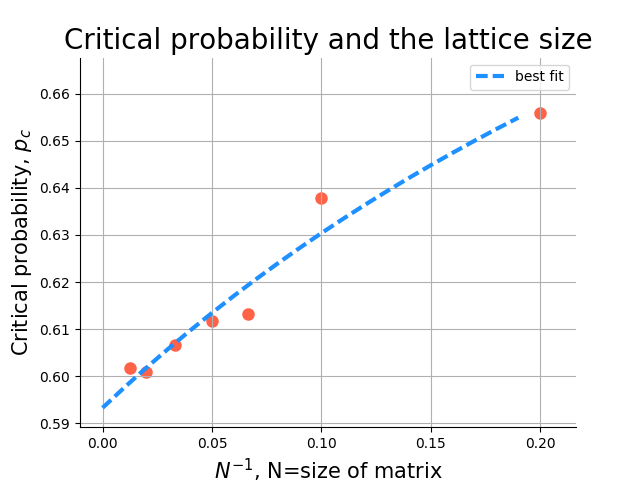 Critical probability and the lattice size
best fit
Critical probability, $p_c$
0.66
0.65
0.64
0.63
0.62
0.61
0.60
0.59
0.00 0.05 0.10 0.15 0.20
$N^{-1}$, N=size of matrix